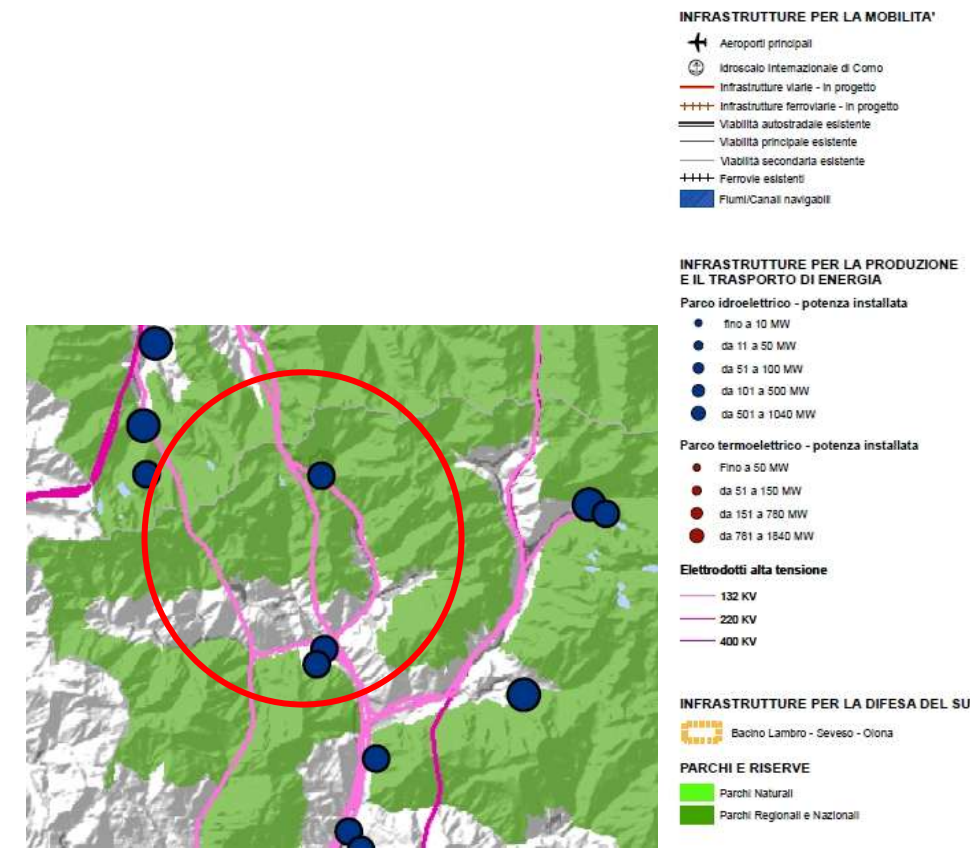 INFRASTRUTTURE PER LA MOBILITA'
Aeroporti principali
Idroscalo Internazionale di Como
Infrastrutture viarie - in progetto
Infrastrutture ferroviarie - in progetto
Viabilità autostradale esistente
Viabilità principale esistente
Viabilità secondaria esistente
Ferrovie esistenti
Fiumi/Canali navigabili
INFRASTRUTTURE PER LA PRODUZIONE
E IL TRASPORTO DI ENERGIA
Parco idroelettrico - potenza installata
fino a 10 MW
da 11 a 50 MW
da 51 a 100 MW
da 101 a 500 MW
da 501 a 1040 MW
Parco termoelettrico - potenza installata
Fino a 50 MW
da 51 a 150 MW
da 151 a 780 MW
da 781 a 1840 MW
Elettrodotti alta tensione
132 KV
220 KV
400 KV
INFRASTRUTTURE PER LA DIFESA DEL SU
Bacino Lambro - Seveso - Olona
PARCHI E RISERVE
Parchi Naturali
Parchi Regionali e Nazionali